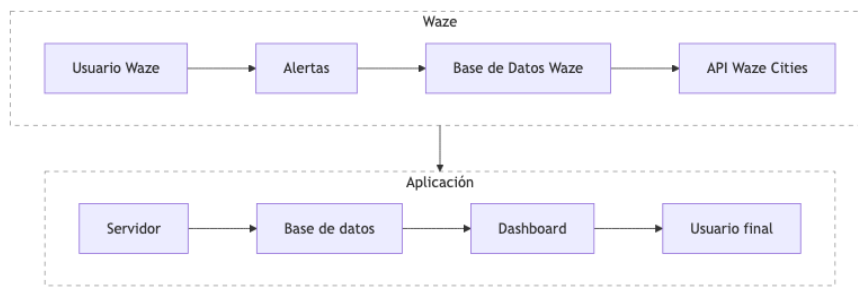 Waze
Usuario Waze
Alertas
Base de Datos Waze
API Waze Cities
Aplicación
Servidor
Base de datos
Dashboard
Usuario final